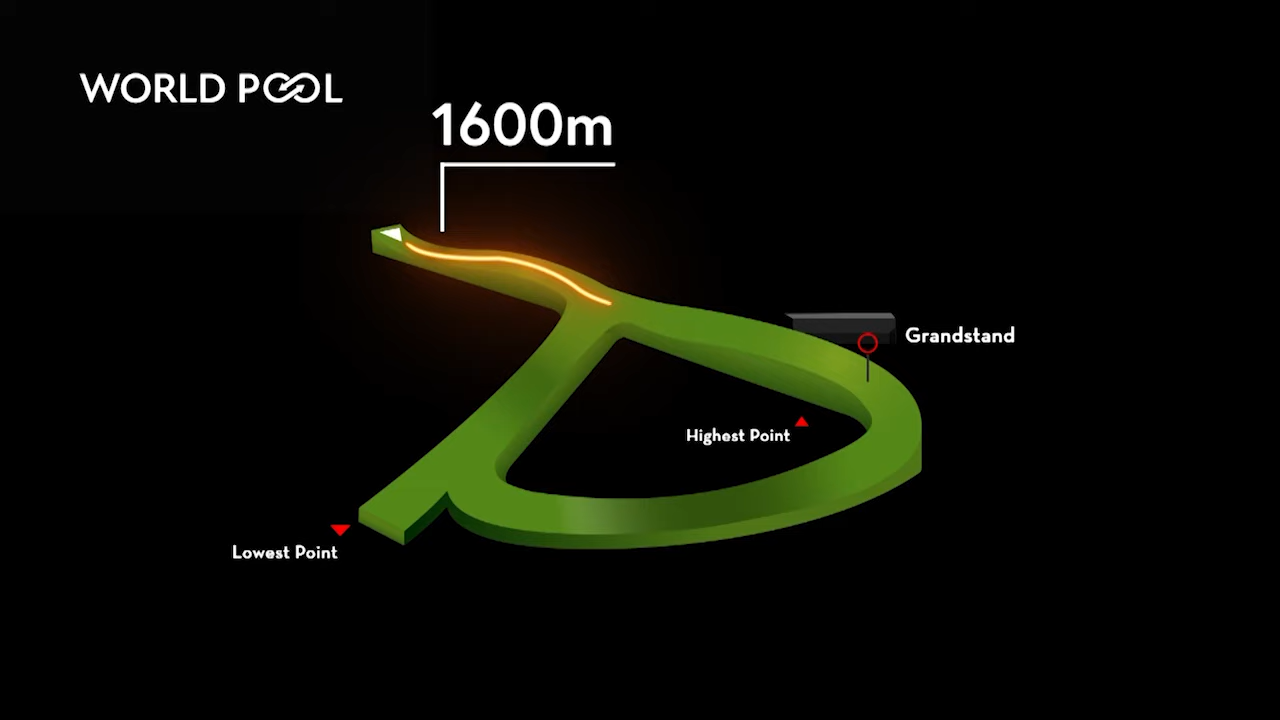 WORLD POOL
1600m
Grandstand
Highest Point
Lowest Point